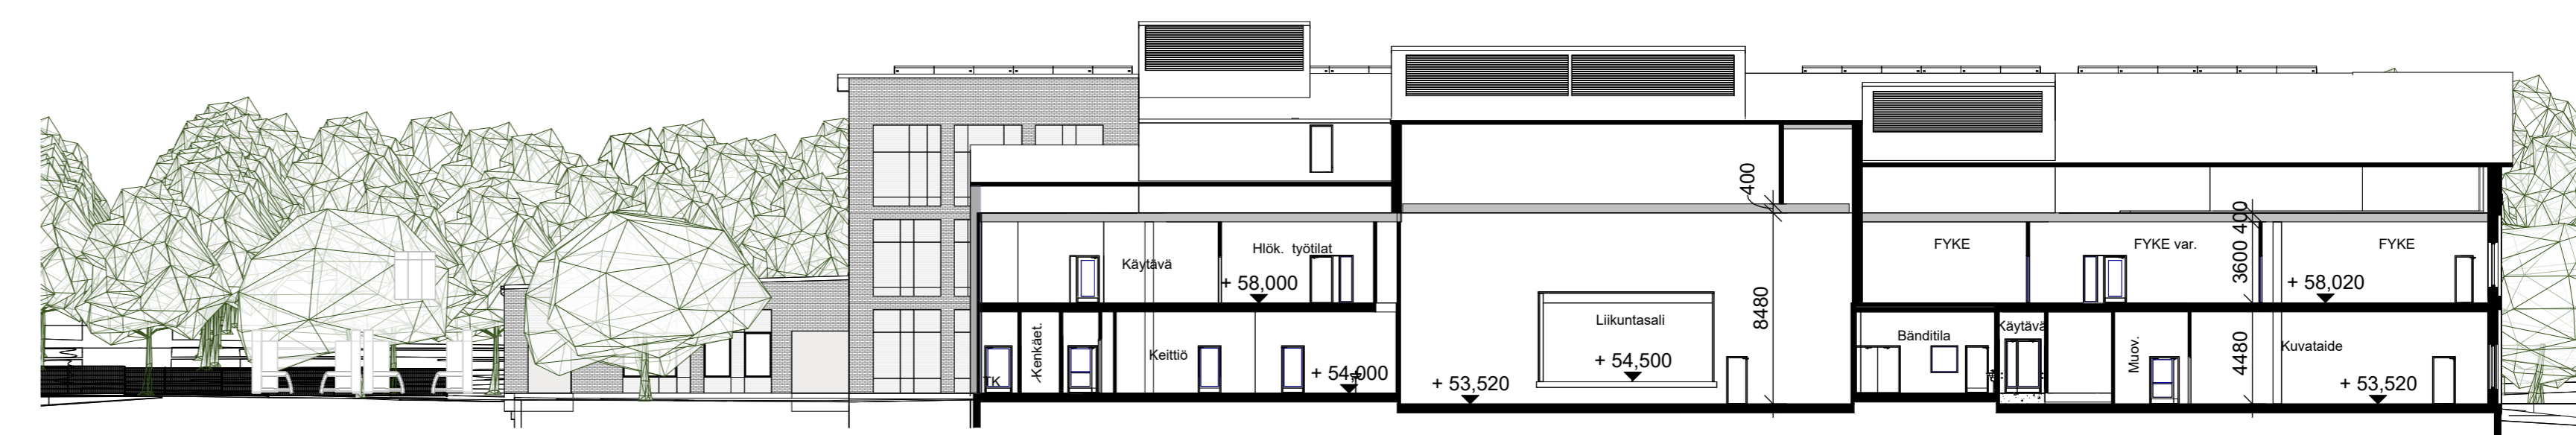 400
Hlök. työtilat
Käytävä
+ 58,000
FYKE
FYKE var.
FYKE
3600 400
+ 58,020
8480
Liikuntasali
+ 54,500
Bänditila
Käytävä
Kenkäet.
Keittiö
TK
+ 54,000
+ 53,520
Muov.
4480
Kuvataide
+ 53,520